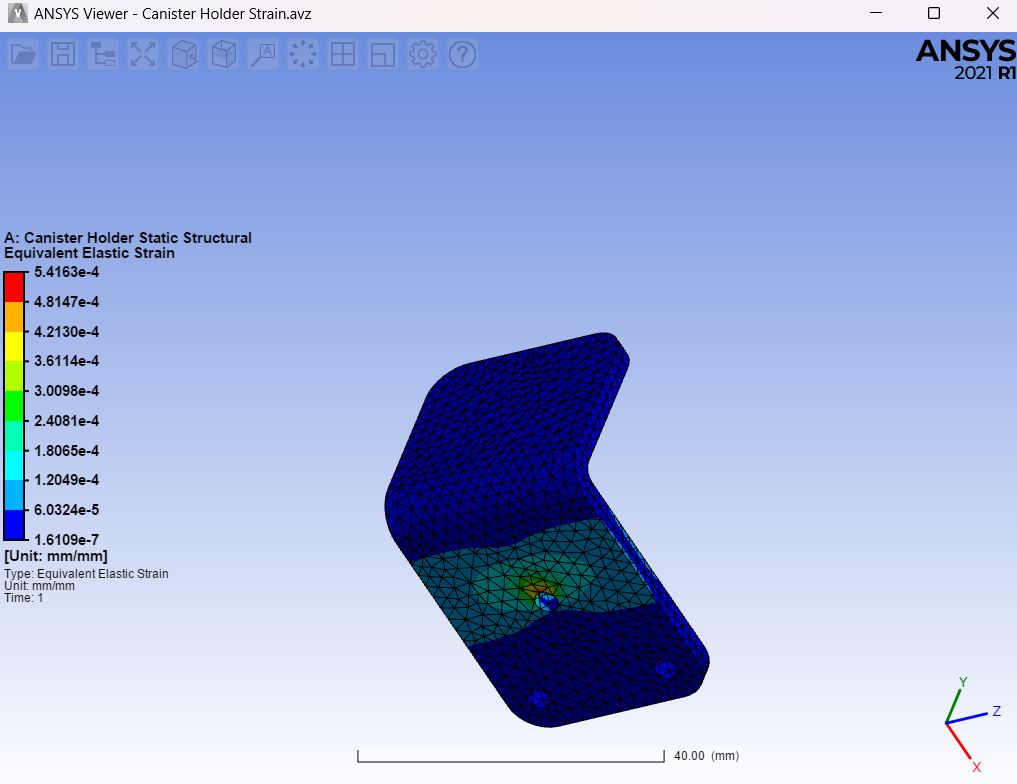 ANSYS Viewer - Canister Holder Strain.avz
ANSYS
2021 R1
A: Canister Holder Static Structural
Equivalent Elastic Strain
5.4163e-4
4.8147e-4
4.2130e-4
3.6114e-4
3.0098e-4
2.4081e-4
1.8065e-4
1.2049e-4
6.0324e-5
1.6109e-7
[Unit: mm/mm]
Type: Equivalent Elastic Strain
Unit: mm/mm
Time: 1
Y
Z
X
40.00 (mm)